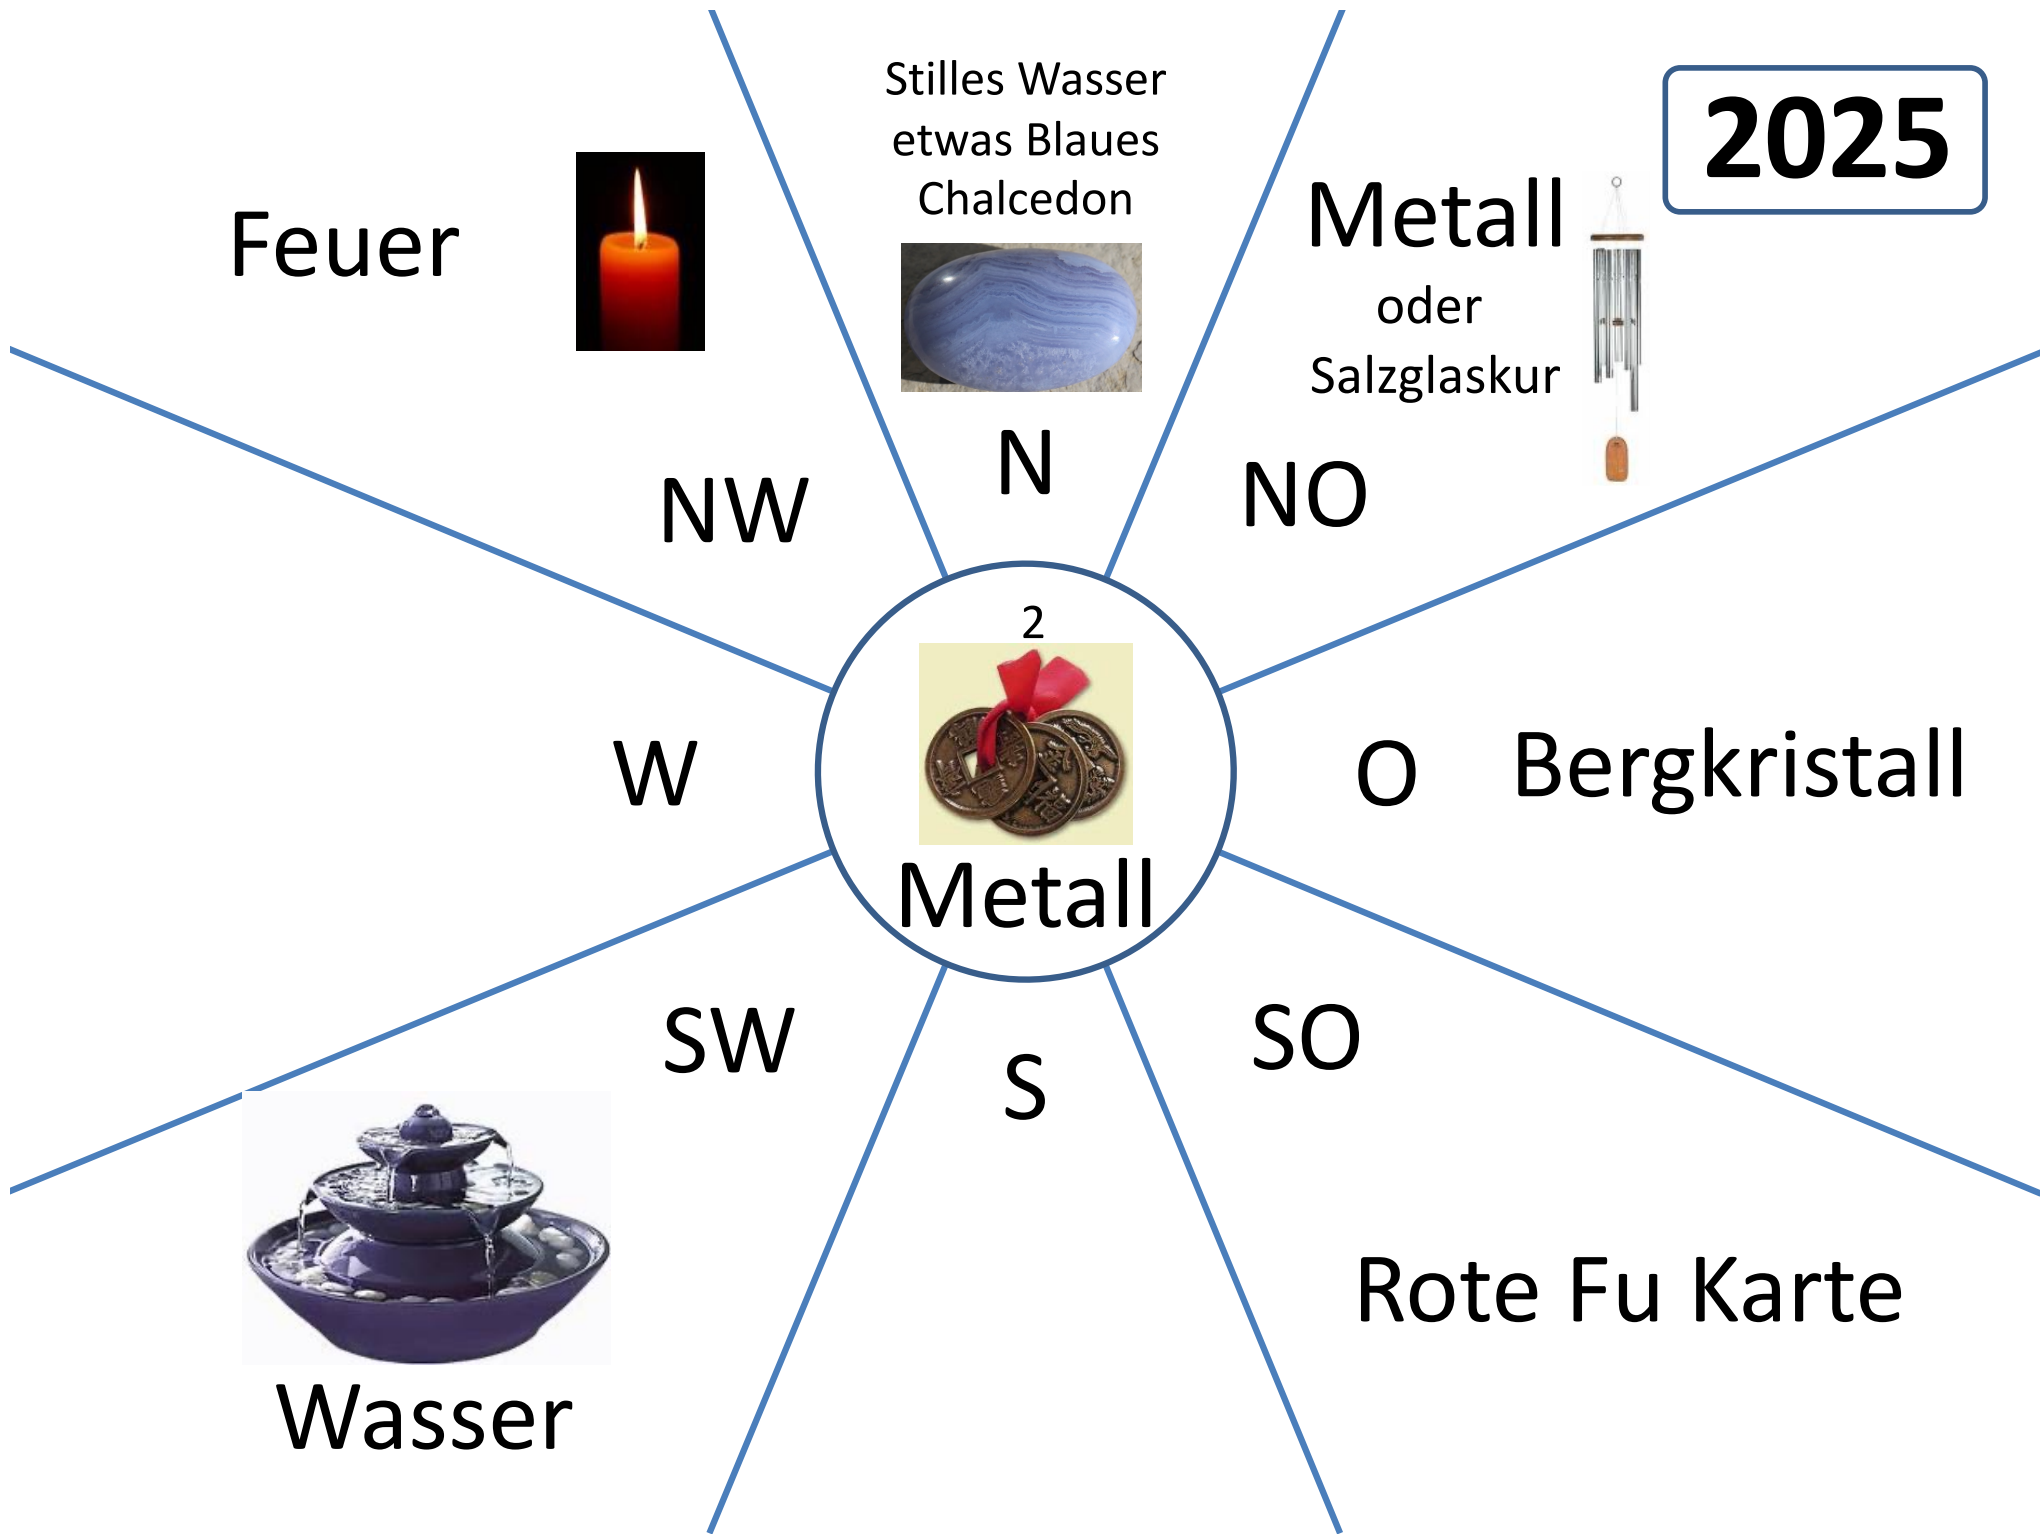 2025
Stilles Wasser
etwas Blaues
Chalcedon
Feuer
Metall
oder
Salzglaskur
N
NW
NO
2
W
O
Bergkristall
Metall
SW
SO
S
Rote Fu Karte
Wasser